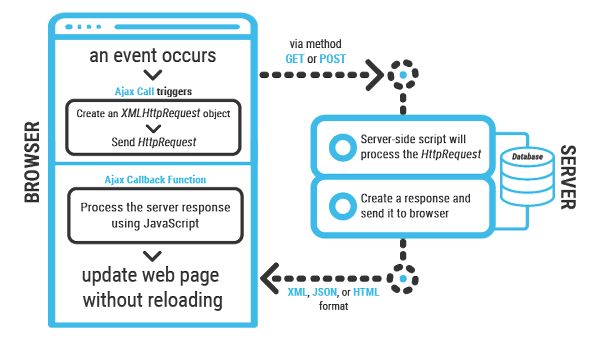 BROWSER
an event occurs
Ajax Call triggers
Create an XMLHttpRequest object
Send HttpRequest
via method
GET or POST
Server-side script will
process the HttpRequest
Create a response and
send it to browser
Database
SERVER
XML, JSON, or HTML
format
Ajax Callback Function
Process the server response
using JavaScript
update web page
without reloading